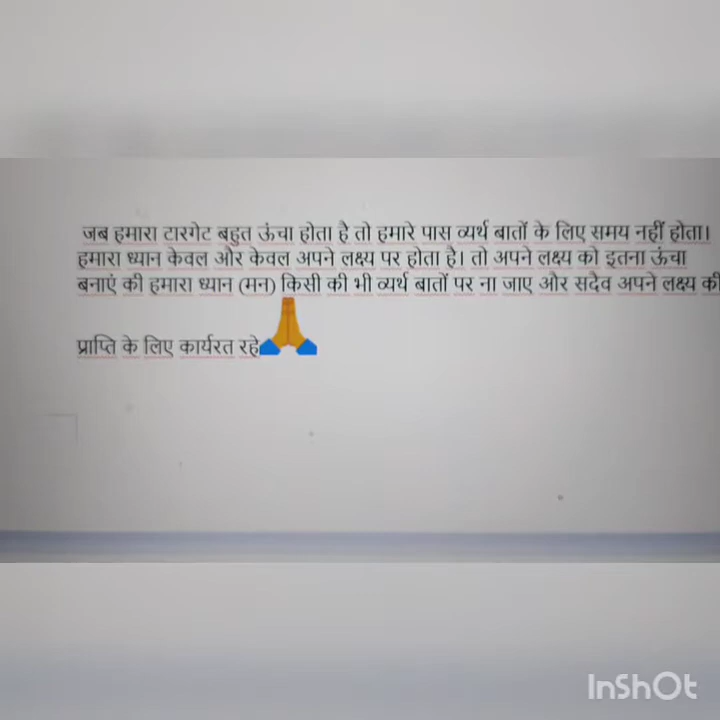 जब हमारा टारगेट बहुत ऊंचा होता है तो हमारे पास व्यर्थ बातों के लिए समय नहीं होता।
हमारा ध्यान केवल और केवल अपने लक्ष्य पर होता है। तो अपने लक्ष्य को इतना ऊंचा
बनाएं की हमारा ध्यान (मन) किसी की भी व्यर्थ बातों पर ना जाए और सदैव अपने लक्ष्य की
प्राप्ति के लिए कार्यरत रहे🙏
InShOt